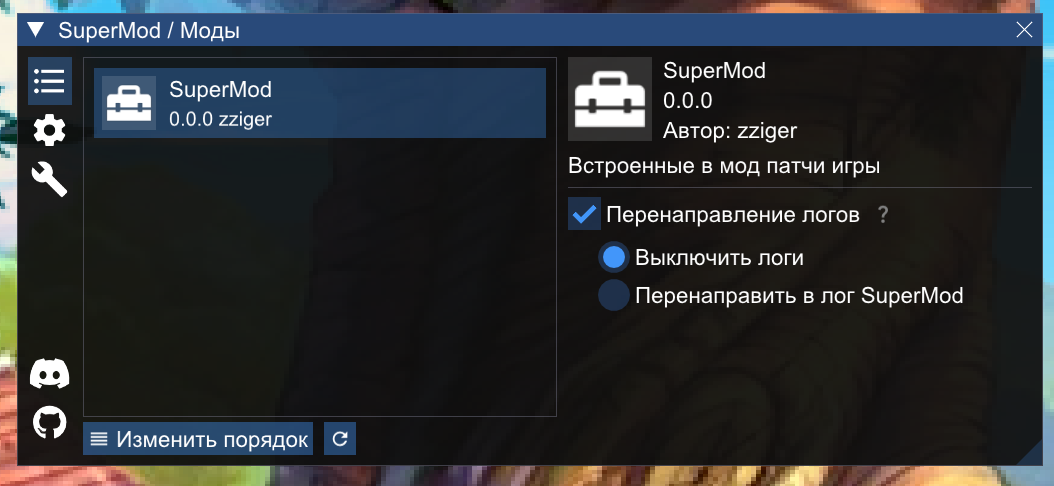 SuperMod / Моды
SuperMod
0.0.0 zziger
Изменить порядок
SuperMod
0.0.0
Автор: zziger
Встроенные в мод патчи игры
Перенаправление логов ?
Выключить логи
Перенаправить в лог SuperMod